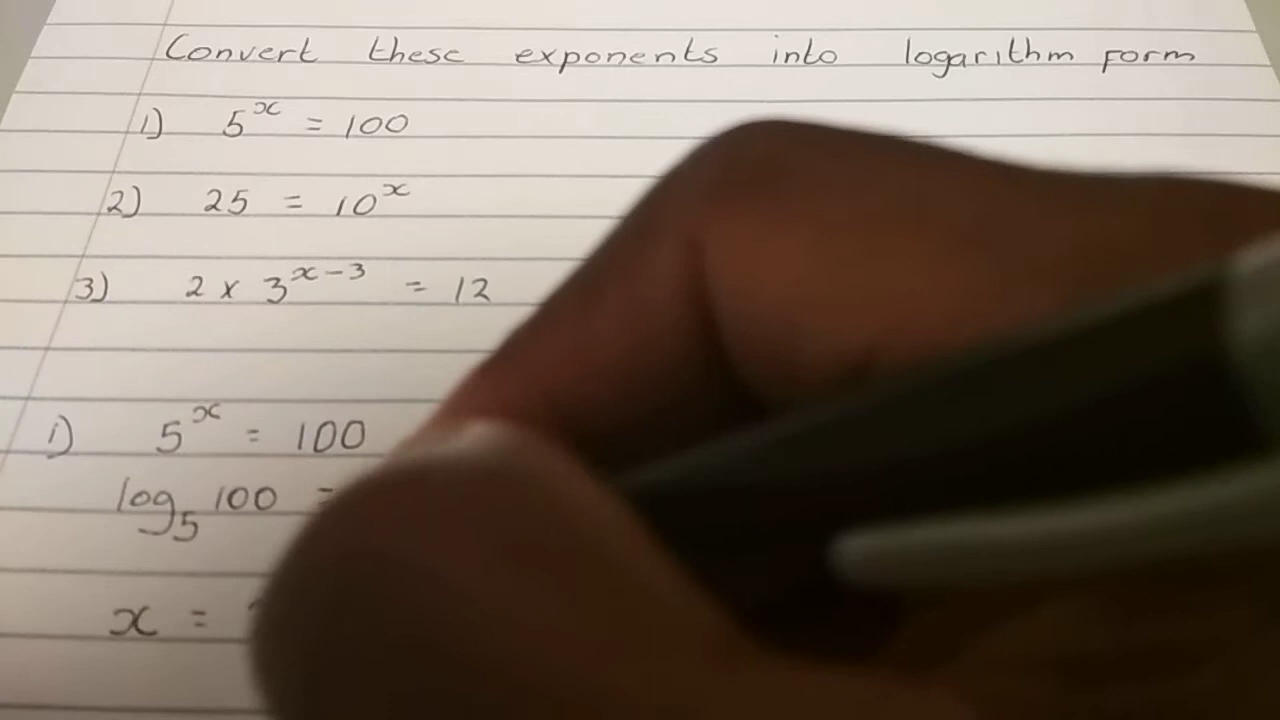 Convert these exponents into logarithm form
1) 5^x = 100
2) 25 = 10^x
3) 2 x 3^(x-3) = 12
1) 5^x = 100
log_5 100 =
x =